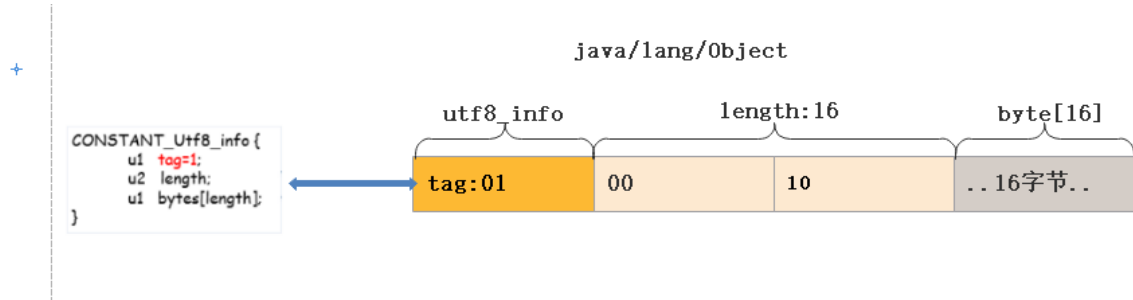 java/lang/Object
utf8_info
length:16
byte[16]
CONSTANT_Utf8_info {
u1 tag=1;
u2 length;
u1 bytes[length];
}
tag:01
00
10
..16字节..